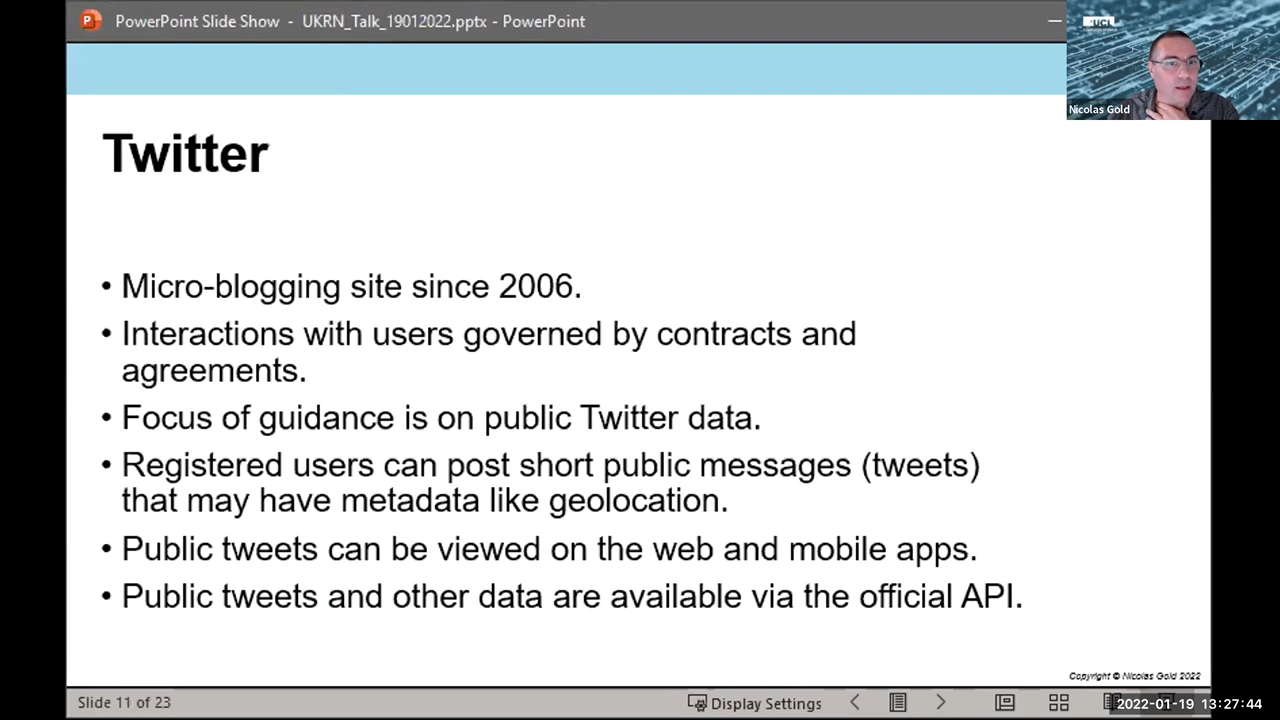 PowerPoint Slide Show - UKRN_Talk_19012022.pptx - PowerPoint
UCL
Nicolas Gold
Twitter
• Micro-blogging site since 2006.
• Interactions with users governed by contracts and
agreements.
• Focus of guidance is on public Twitter data.
• Registered users can post short public messages (tweets)
that may have metadata like geolocation.
• Public tweets can be viewed on the web and mobile apps.
• Public tweets and other data are available via the official API.
Copyright © Nicolas Gold 2022
Slide 11 of 23
Display Settings
2022-01-19 13:27:44